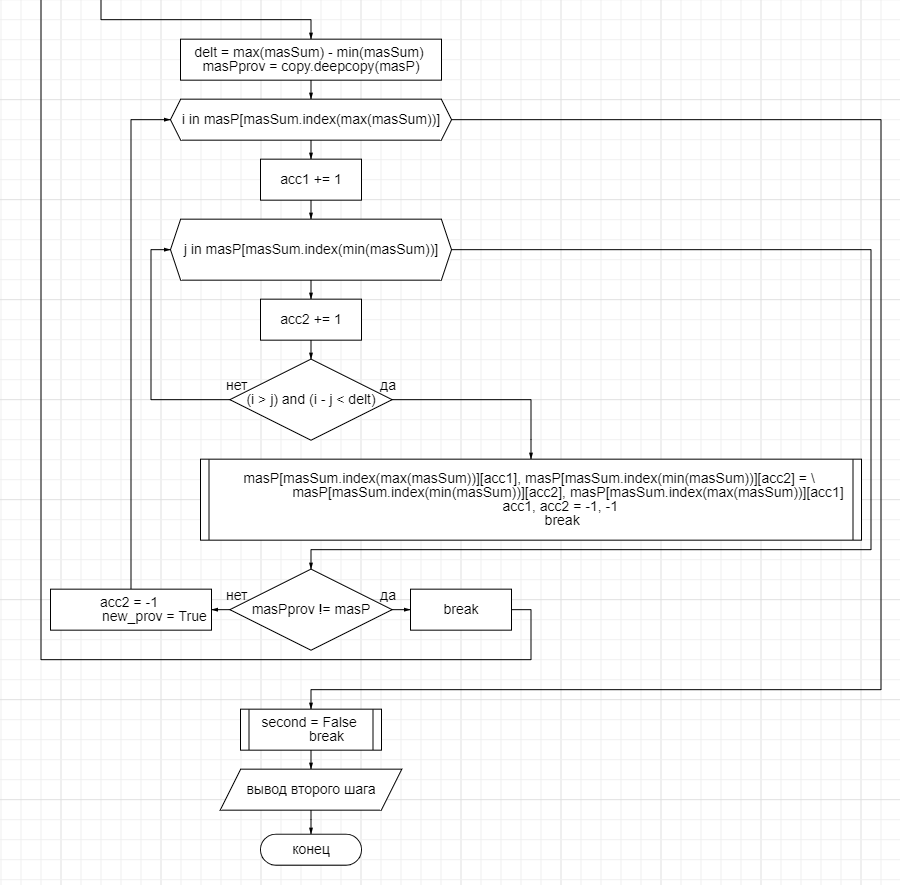 delt = max(masSum) - min(masSum)
masPprov = copy.deepcopy(masP)
i in masP[masSum.index(max(masSum))]
acc1 += 1
j in masP[masSum.index(min(masSum))]
acc2 += 1
нет
да
(i > j) and (i - j < delt)
masP[masSum.index(max(masSum))][acc1], masP[masSum.index(min(masSum))][acc2] = \
masP[masSum.index(min(masSum))][acc2], masP[masSum.index(max(masSum))][acc1]
acc1, acc2 = -1, -1
break
acc2 = -1
new_prov = True
нет
да
masPprov != masP
break
second = False
break
вывод второго шага
конец